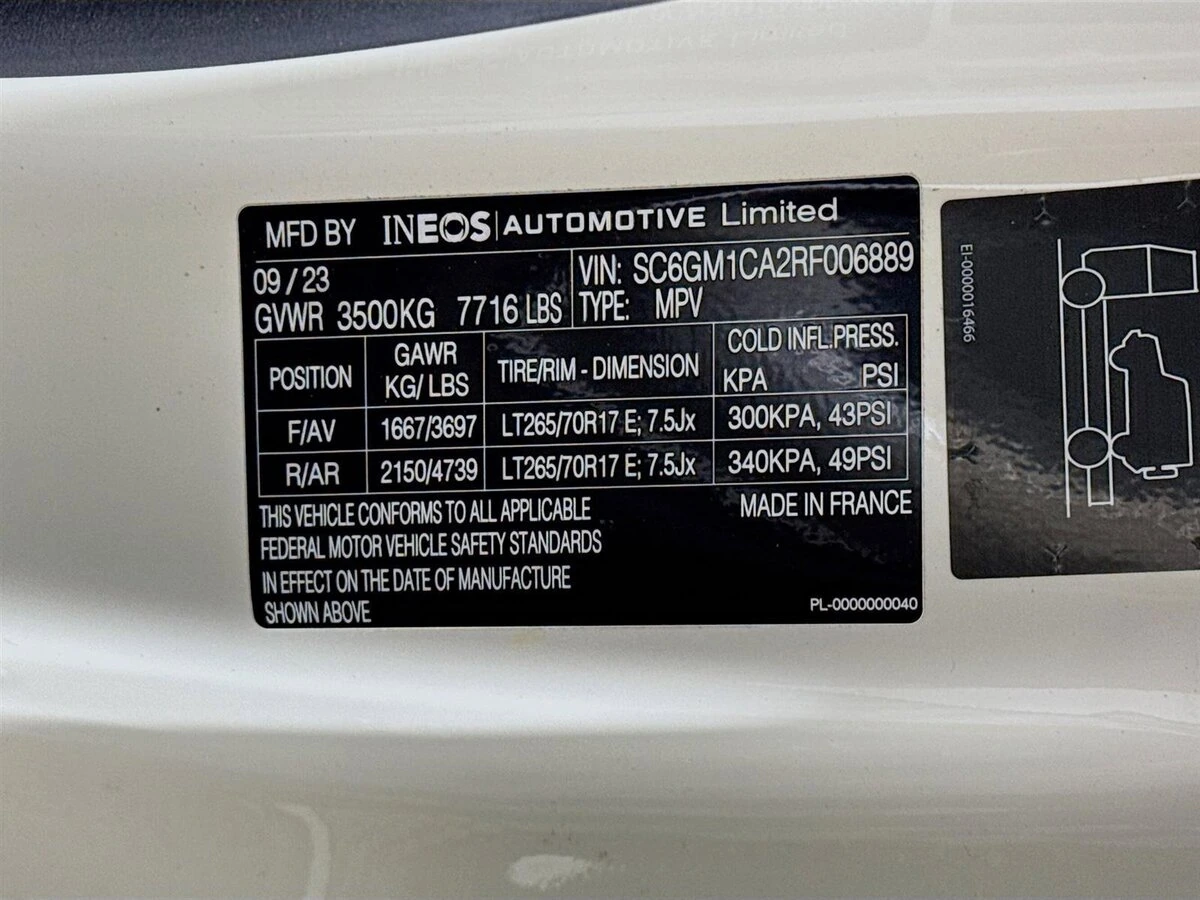 MFD BY INEOS | AUTOMOTIVE Limited
09 / 23
VIN: SC6GM1CA2RF006889
GVWR 3500KG 7716 LBS
TYPE: MPV
POSITION GAWR KG/ LBS TIRE/RIM - DIMENSION COLD INFL.PRESS. KPA PSI
F/AV 1667/3697 LT265/70R17 E; 7.5Jx 300KPA, 43PSI
R/AR 2150/4739 LT265/70R17 E; 7.5Jx 340KPA, 49PSI
THIS VEHICLE CONFORMS TO ALL APPLICABLE
MADE IN FRANCE
FEDERAL MOTOR VEHICLE SAFETY STANDARDS
IN EFFECT ON THE DATE OF MANUFACTURE
SHOWN ABOVE
PL-0000000040
EI-0000016466